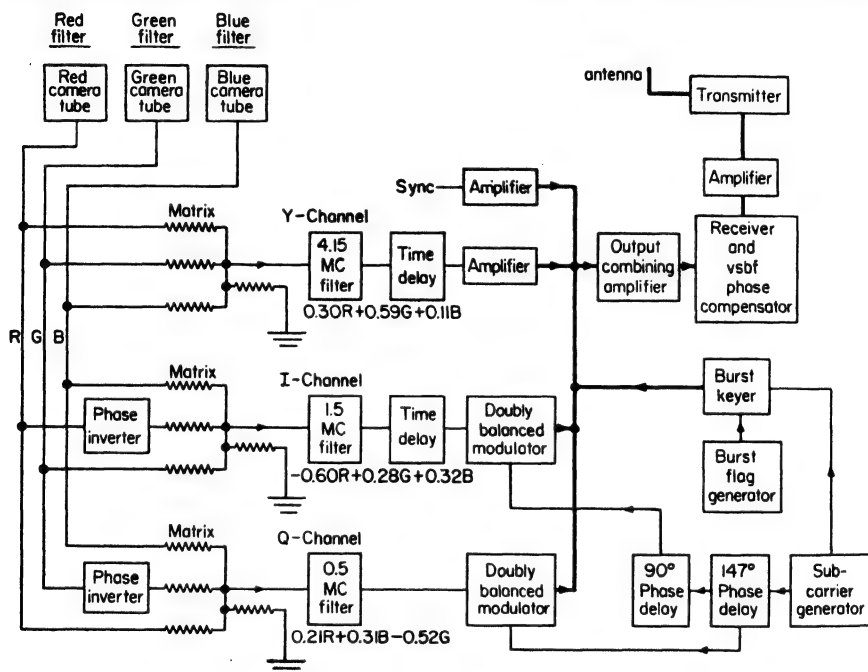 Red
filter
Green
filter
Blue
filter
Red
camera
tube
Green
camera
tube
Blue
camera
tube
antenna
Transmitter
Amplifier
Sync
Amplifier
Matrix
Y-Channel
4.15
MC
filter
Time
delay
Amplifier
Output
combining
amplifier
Receiver
and
vsbf
phase
compensator
0.30R+0.59G+0.11B
R G B
Matrix
I-Channel
Phase
inverter
1.5
MC
filter
Time
delay
Doubly
balanced
modulator
Burst
keyer
-0.60R+0.28G+0.32B
Burst
flag
generator
Matrix
Q-Channel
Phase
inverter
0.5
MC
filter
Doubly
balanced
modulator
90°
Phase
delay
147°
Phase
delay
Sub-
carrier
generator
0.21R+0.31B-0.52G